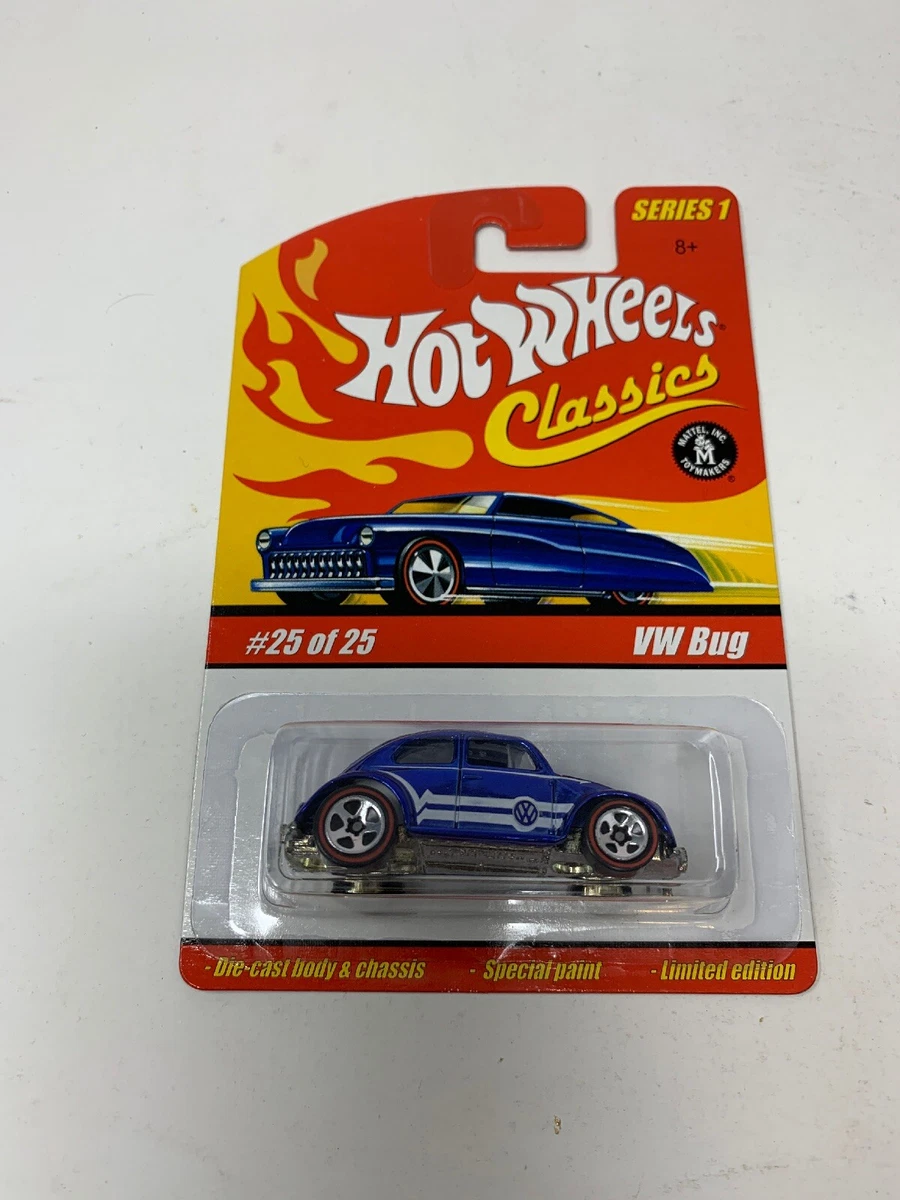 SERIES 1
8+
Hot Wheels®
Classics
MATTEL, INC.
M
TOYMAKERS
®
#25 of 25
VW Bug
VW
- Die-cast body & chassis - Special paint - Limited edition